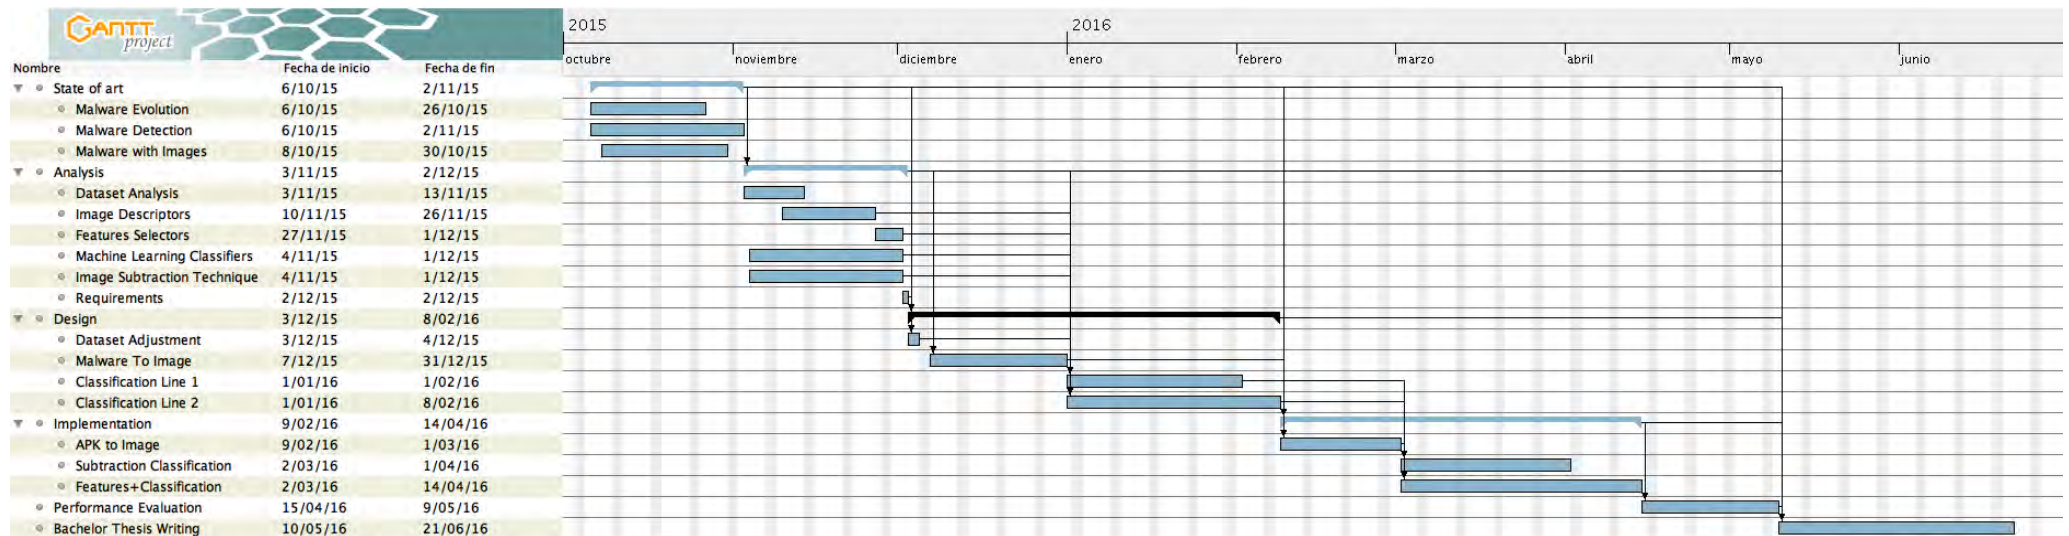 GANTT
project
2015 2016
octubre noviembre diciembre enero febrero marzo abril mayo junio
Nombre Fecha de inicio Fecha de fin
State of art 6/10/15 2/11/15
Malware Evolution 6/10/15 26/10/15
Malware Detection 6/10/15 2/11/15
Malware with Images 8/10/15 30/10/15
Analysis 3/11/15 2/12/15
Dataset Analysis 3/11/15 13/11/15
Image Descriptors 10/11/15 26/11/15
Features Selectors 27/11/15 1/12/15
Machine Learning Classifiers 4/11/15 1/12/15
Image Subtraction Technique 4/11/15 1/12/15
Requirements 2/12/15 2/12/15
Design 3/12/15 8/02/16
Dataset Adjustment 3/12/15 4/12/15
Malware To Image 7/12/15 31/12/15
Classification Line 1 1/01/16 1/02/16
Classification Line 2 1/01/16 8/02/16
Implementation 9/02/16 14/04/16
APK to Image 9/02/16 1/03/16
Subtraction Classification 2/03/16 1/04/16
Features+Classification 2/03/16 14/04/16
Performance Evaluation 15/04/16 9/05/16
Bachelor Thesis Writing 10/05/16 21/06/16